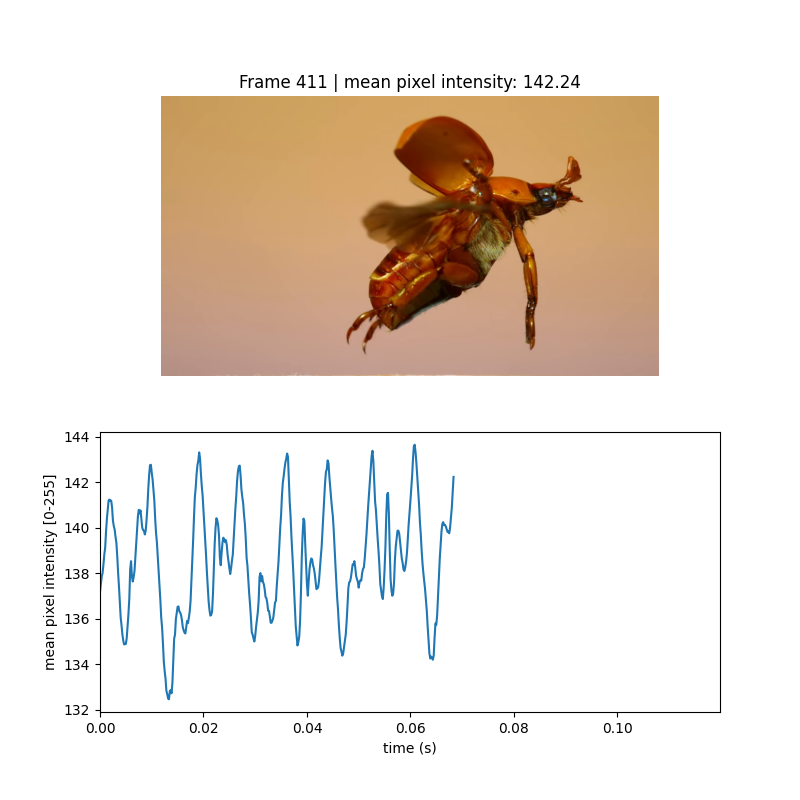 Frame 411 | mean pixel intensity: 142.24
144
142
140
138
136
134
132
mean pixel intensity [0-255]
0.00 0.02 0.04 0.06 0.08 0.10
time (s)